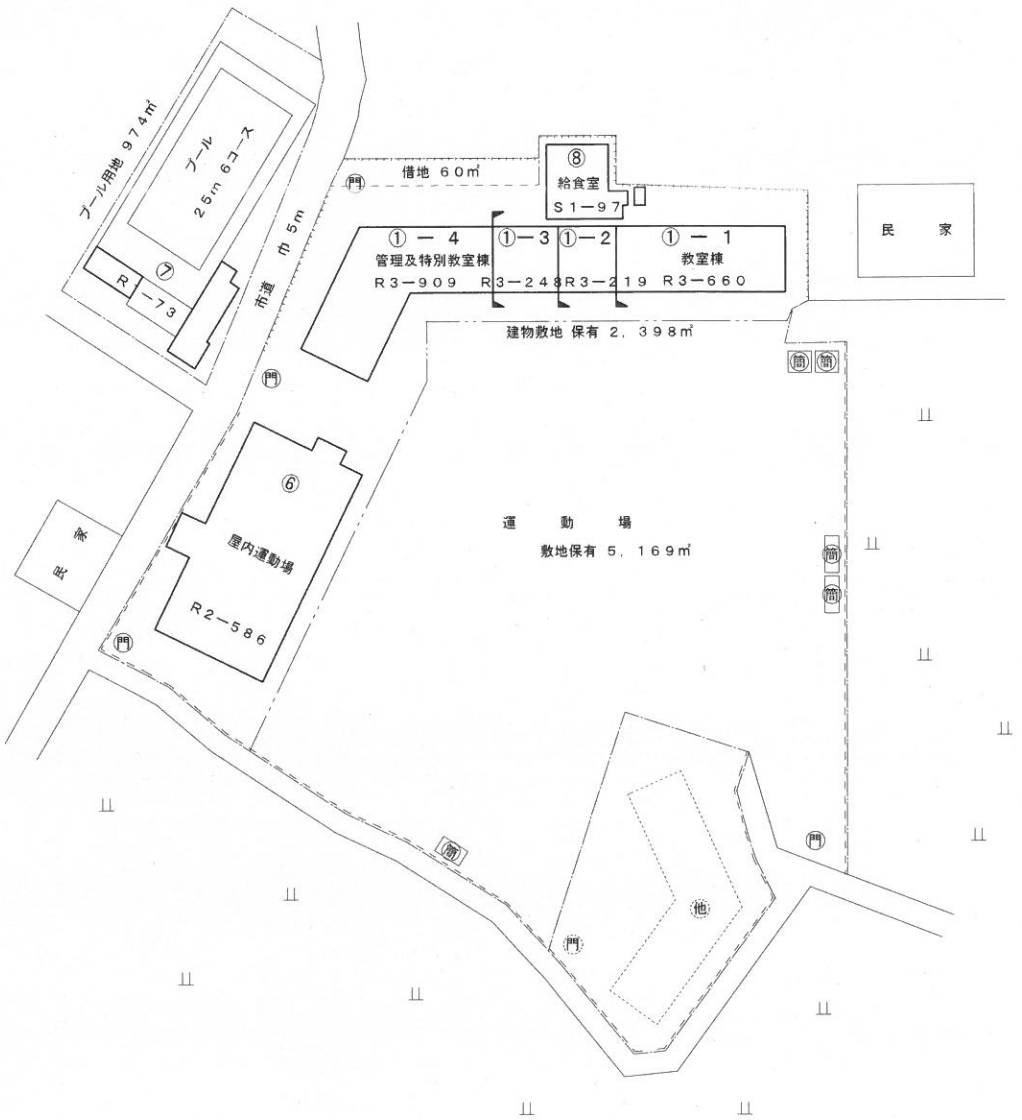 プール用地 974㎡
プール
25m 6コース
⑦
R
-73
市道 巾 5m
門
借地 60㎡
⑧
給食室
S1-97
民 家
①-4
管理及特別教室棟
R3-909
①-3
R3-248
①-2
R3-219
①-1
教室棟
R3-660
建物敷地 保有 2,398㎡
門
簡
簡
⑥
屋内運動場
R2-586
運 動 場
敷地保有 5,169㎡
簡
簡
民 家
門
簡
門
他
門